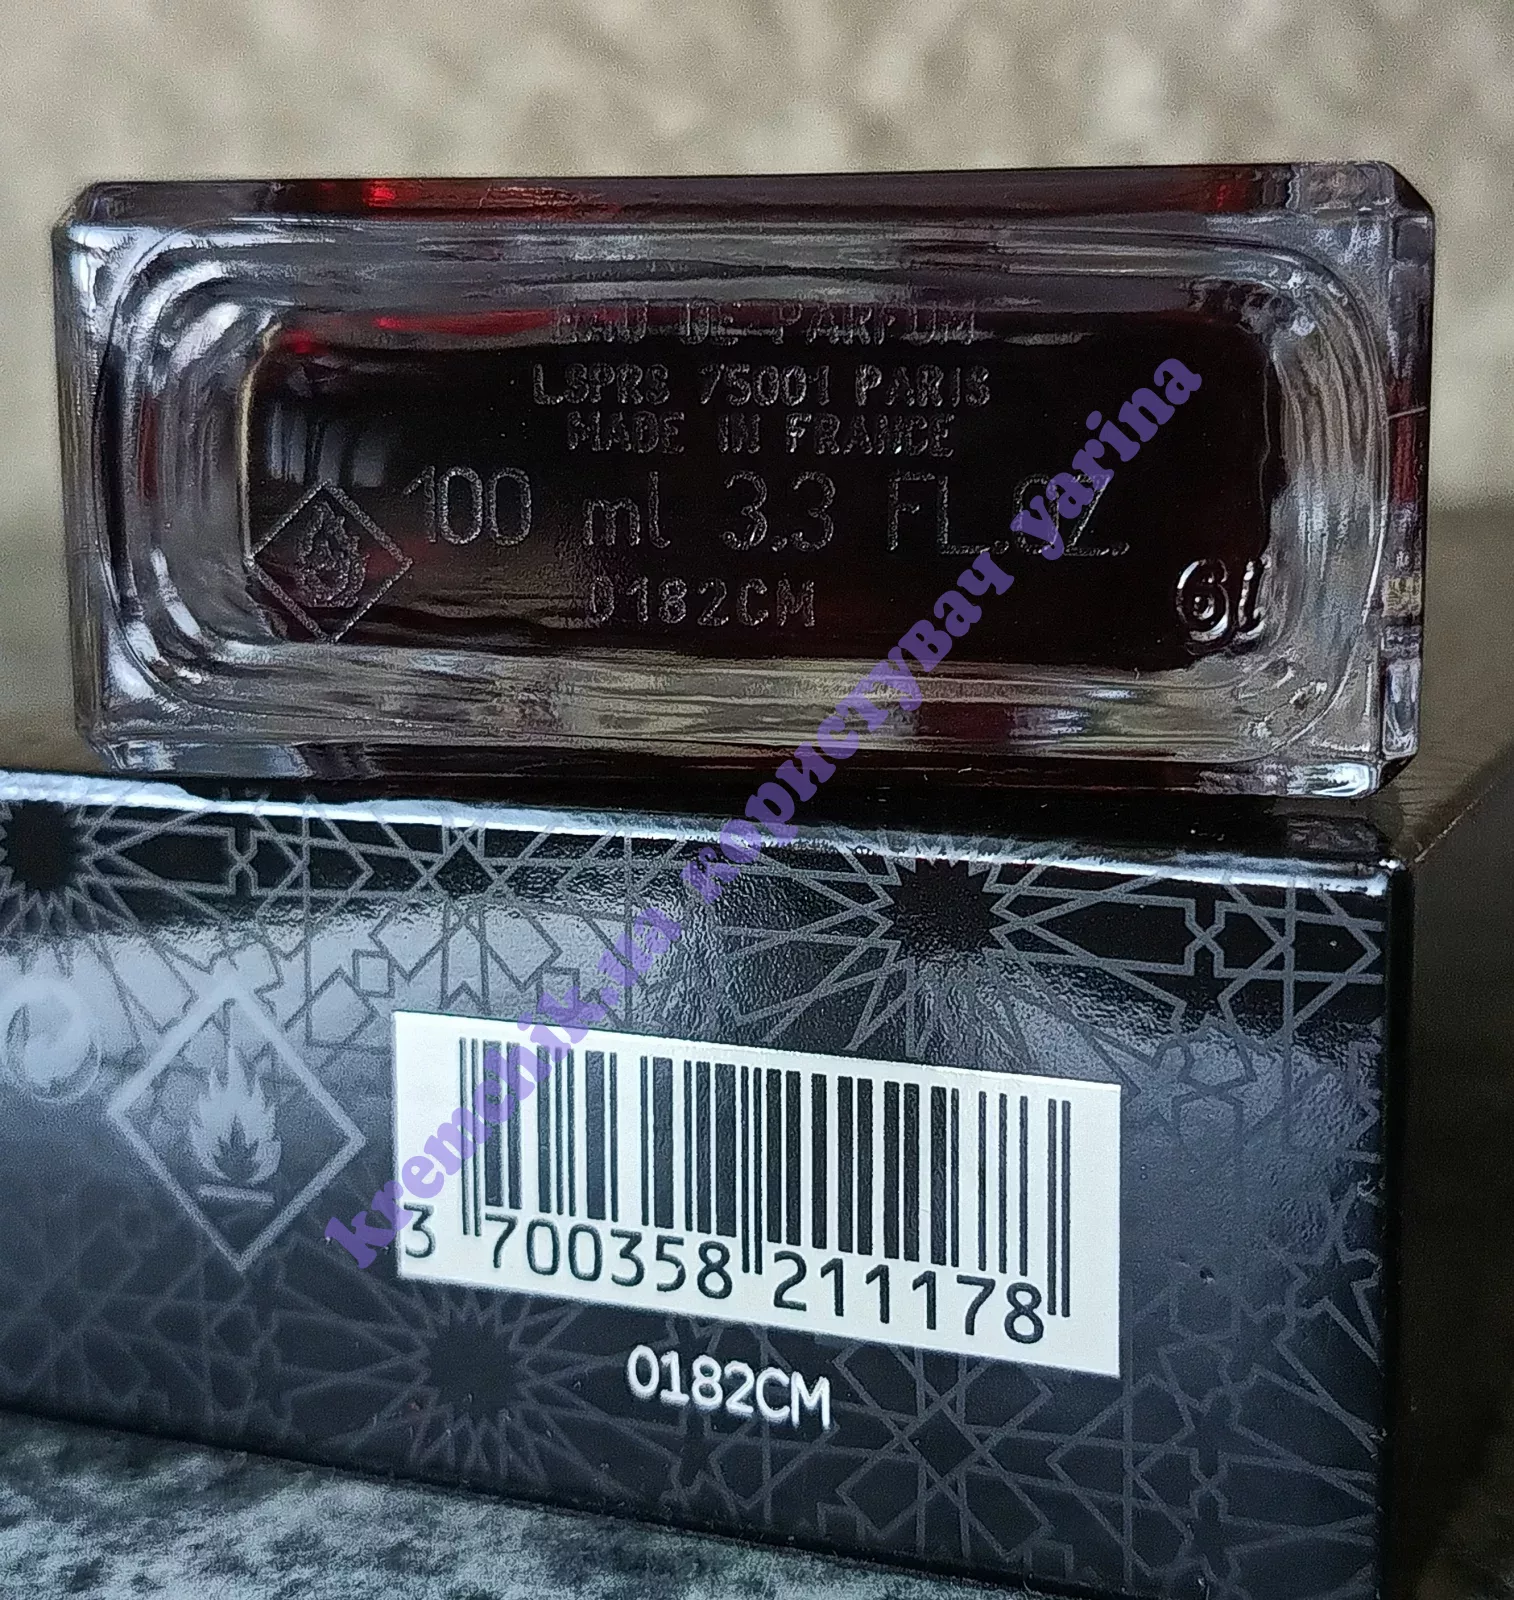 EAU DE PARFUM
LSPRS 75001 PARIS
MADE IN FRANCE
100 ml 3.3 FL.OZ.
0182CM
3 700358 211178
0182CM
kremchik.ua користувач yarina